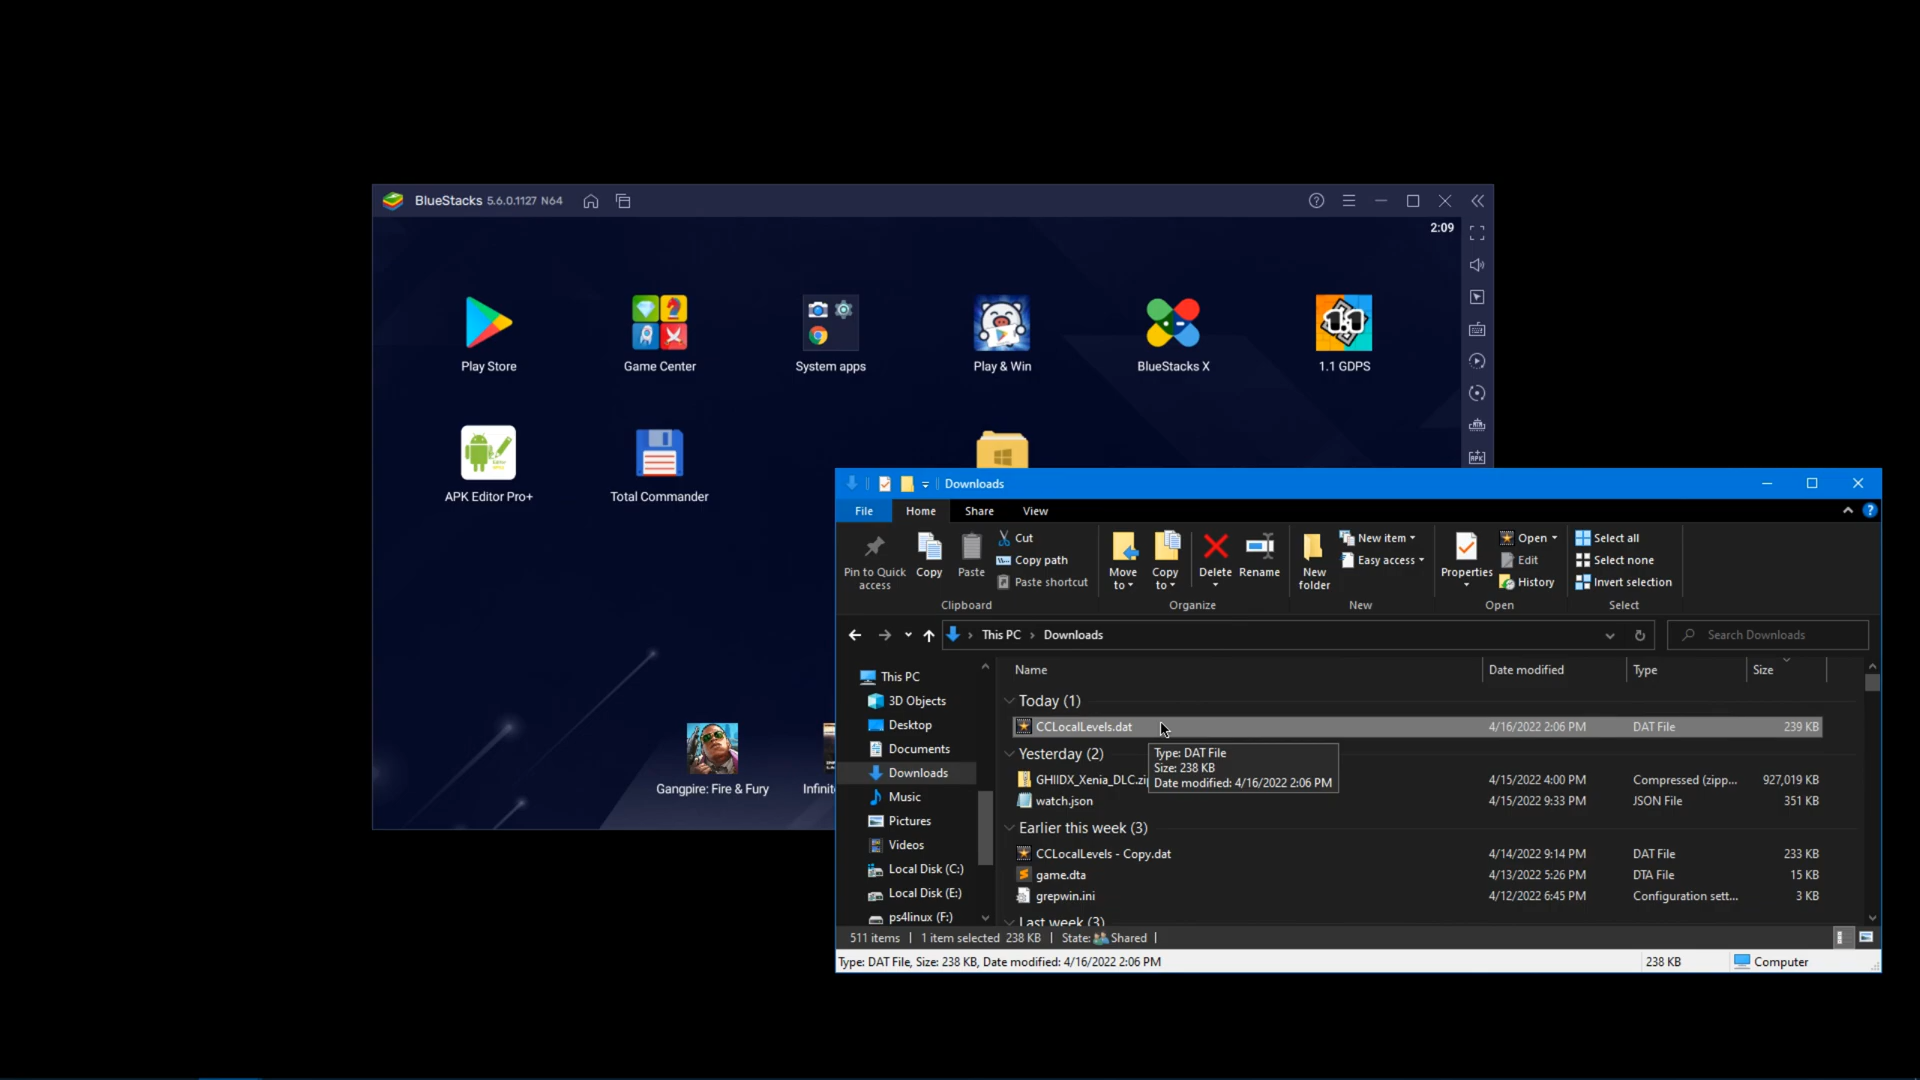 BlueStacks 5.6.0.1127 N64
2:09
Play Store
Game Center
System apps
Play & Win
BlueStacks X
1.1 GDPS
1.1
APK Editor Pro+
Total Commander
Gangpire: Fire & Fury
Infinit
APK
Downloads
File
Home
Share
View
Pin to Quick access
Copy
Paste
Cut
Copy path
Paste shortcut
Clipboard
Move to
Copy to
Delete
Rename
Organize
New folder
New item
Easy access
New
Properties
Open
Edit
History
Open
Select all
Select none
Invert selection
Select
This PC
Downloads
Search Downloads
This PC
3D Objects
Desktop
Documents
Downloads
Music
Pictures
Videos
Local Disk (C:)
Local Disk (E:)
ps4linux (F:)
Name Date modified Type Size
Today (1)
CCLocalLevels.dat 4/16/2022 2:06 PM DAT File 239 KB
Yesterday (2)
Type: DAT File
Size: 238 KB
Date modified: 4/16/2022 2:06 PM
GHIIDX_Xenia_DLC.zi 4/15/2022 4:00 PM Compressed (zipp... 927,019 KB
watch.json 4/15/2022 9:33 PM JSON File 351 KB
Earlier this week (3)
CCLocalLevels - Copy.dat 4/14/2022 9:14 PM DAT File 233 KB
game.dta 4/13/2022 5:26 PM DTA File 15 KB
grepwin.ini 4/12/2022 6:45 PM Configuration sett... 3 KB
Last week (3)
511 items 1 item selected 238 KB State: Shared
Type: DAT File, Size: 238 KB, Date modified: 4/16/2022 2:06 PM 238 KB Computer